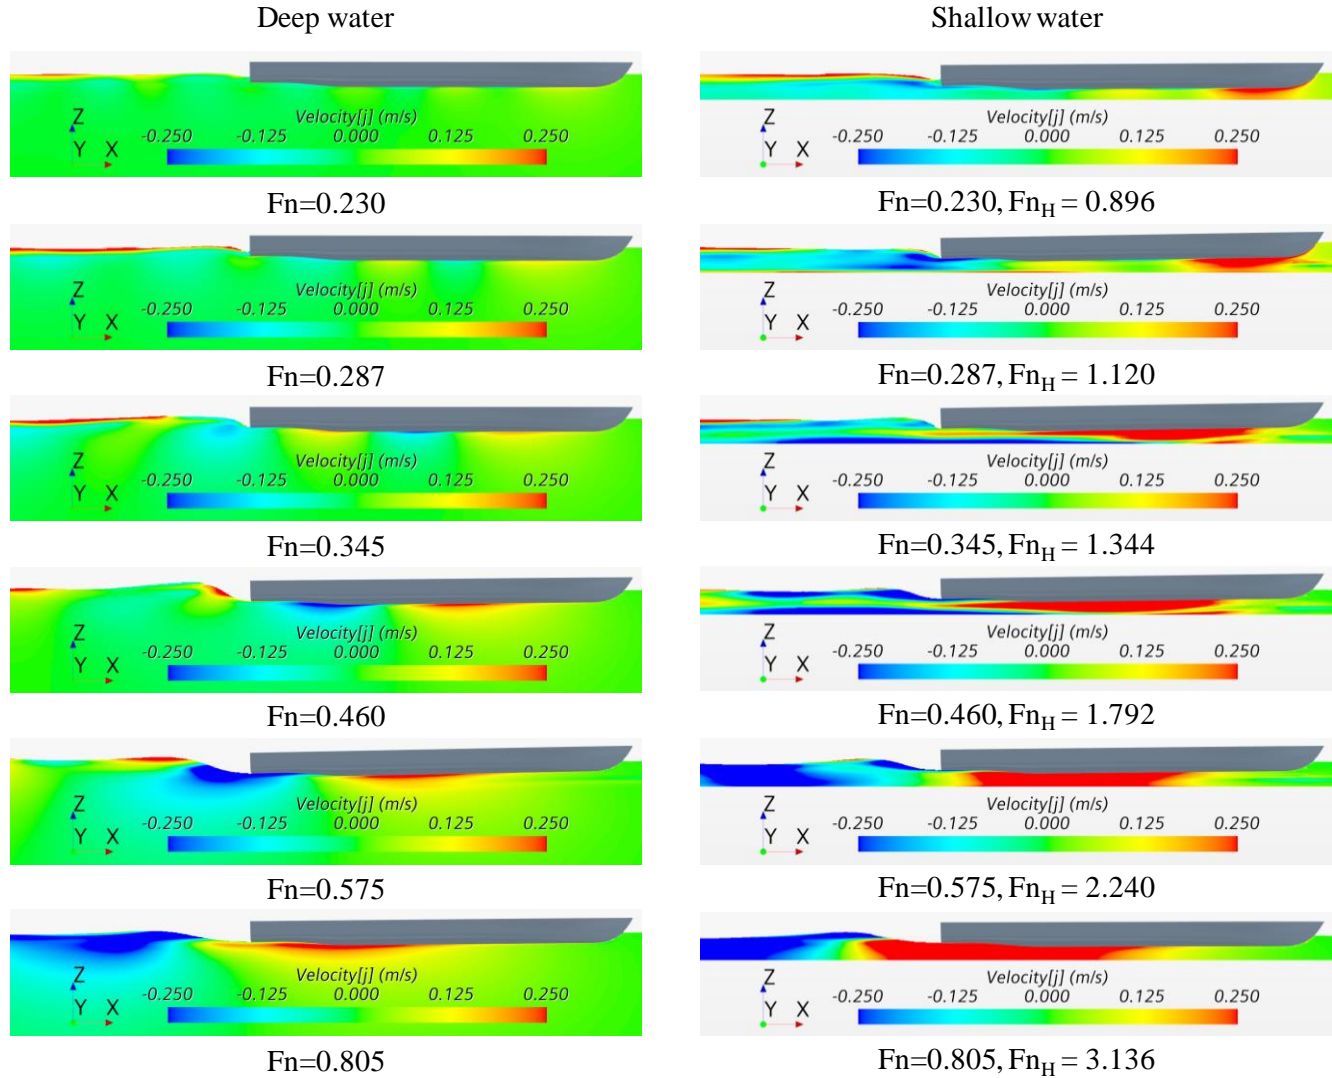 Deep water
Shallow water
Z
Y X
Velocity[j] (m/s)
-0.250 -0.125 0.000 0.125 0.250
Fn=0.230
Z
Y X
Velocity[j] (m/s)
-0.250 -0.125 0.000 0.125 0.250
Fn=0.230, FnH = 0.896
Z
Y X
Velocity[j] (m/s)
-0.250 -0.125 0.000 0.125 0.250
Fn=0.287
Z
Y X
Velocity[j] (m/s)
-0.250 -0.125 0.000 0.125 0.250
Fn=0.287, FnH = 1.120
Z
Y X
Velocity[j] (m/s)
-0.250 -0.125 0.000 0.125 0.250
Fn=0.345
Z
Y X
Velocity[j] (m/s)
-0.250 -0.125 0.000 0.125 0.250
Fn=0.345, FnH = 1.344
Z
Y X
Velocity[j] (m/s)
-0.250 -0.125 0.000 0.125 0.250
Fn=0.460
Z
Y X
Velocity[j] (m/s)
-0.250 -0.125 0.000 0.125 0.250
Fn=0.460, FnH = 1.792
Z
Y X
Velocity[j] (m/s)
-0.250 -0.125 0.000 0.125 0.250
Fn=0.575
Z
Y X
Velocity[j] (m/s)
-0.250 -0.125 0.000 0.125 0.250
Fn=0.575, FnH = 2.240
Z
Y X
Velocity[j] (m/s)
-0.250 -0.125 0.000 0.125 0.250
Fn=0.805
Z
Y X
Velocity[j] (m/s)
-0.250 -0.125 0.000 0.125 0.250
Fn=0.805, FnH = 3.136